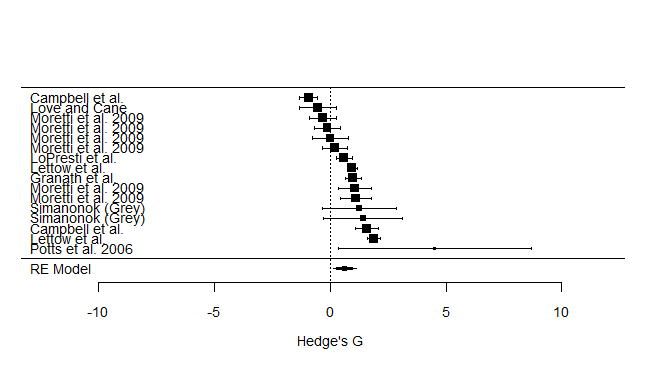 Campbell et al.
Love and Cane
Moretti et al. 2009
Moretti et al. 2009
Moretti et al. 2009
Moretti et al. 2009
LoPresti et al.
Lettow et al.
Granath et al.
Moretti et al. 2009
Moretti et al. 2009
Simanonok (Grey)
Simanonok (Grey)
Campbell et al.
Lettow et al.
Potts et al. 2006
RE Model
-10 -5 0 5 10
Hedge's G